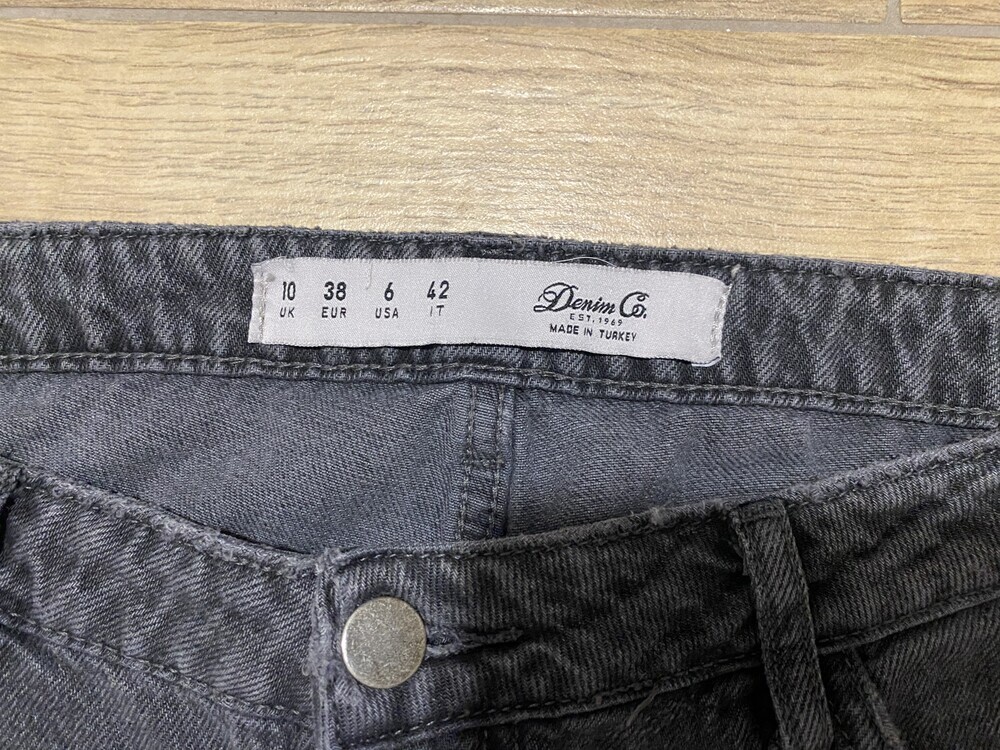 10 38 6 42
UK EUR USA IT
Denim Co.
EST. 1969
MADE IN TURKEY